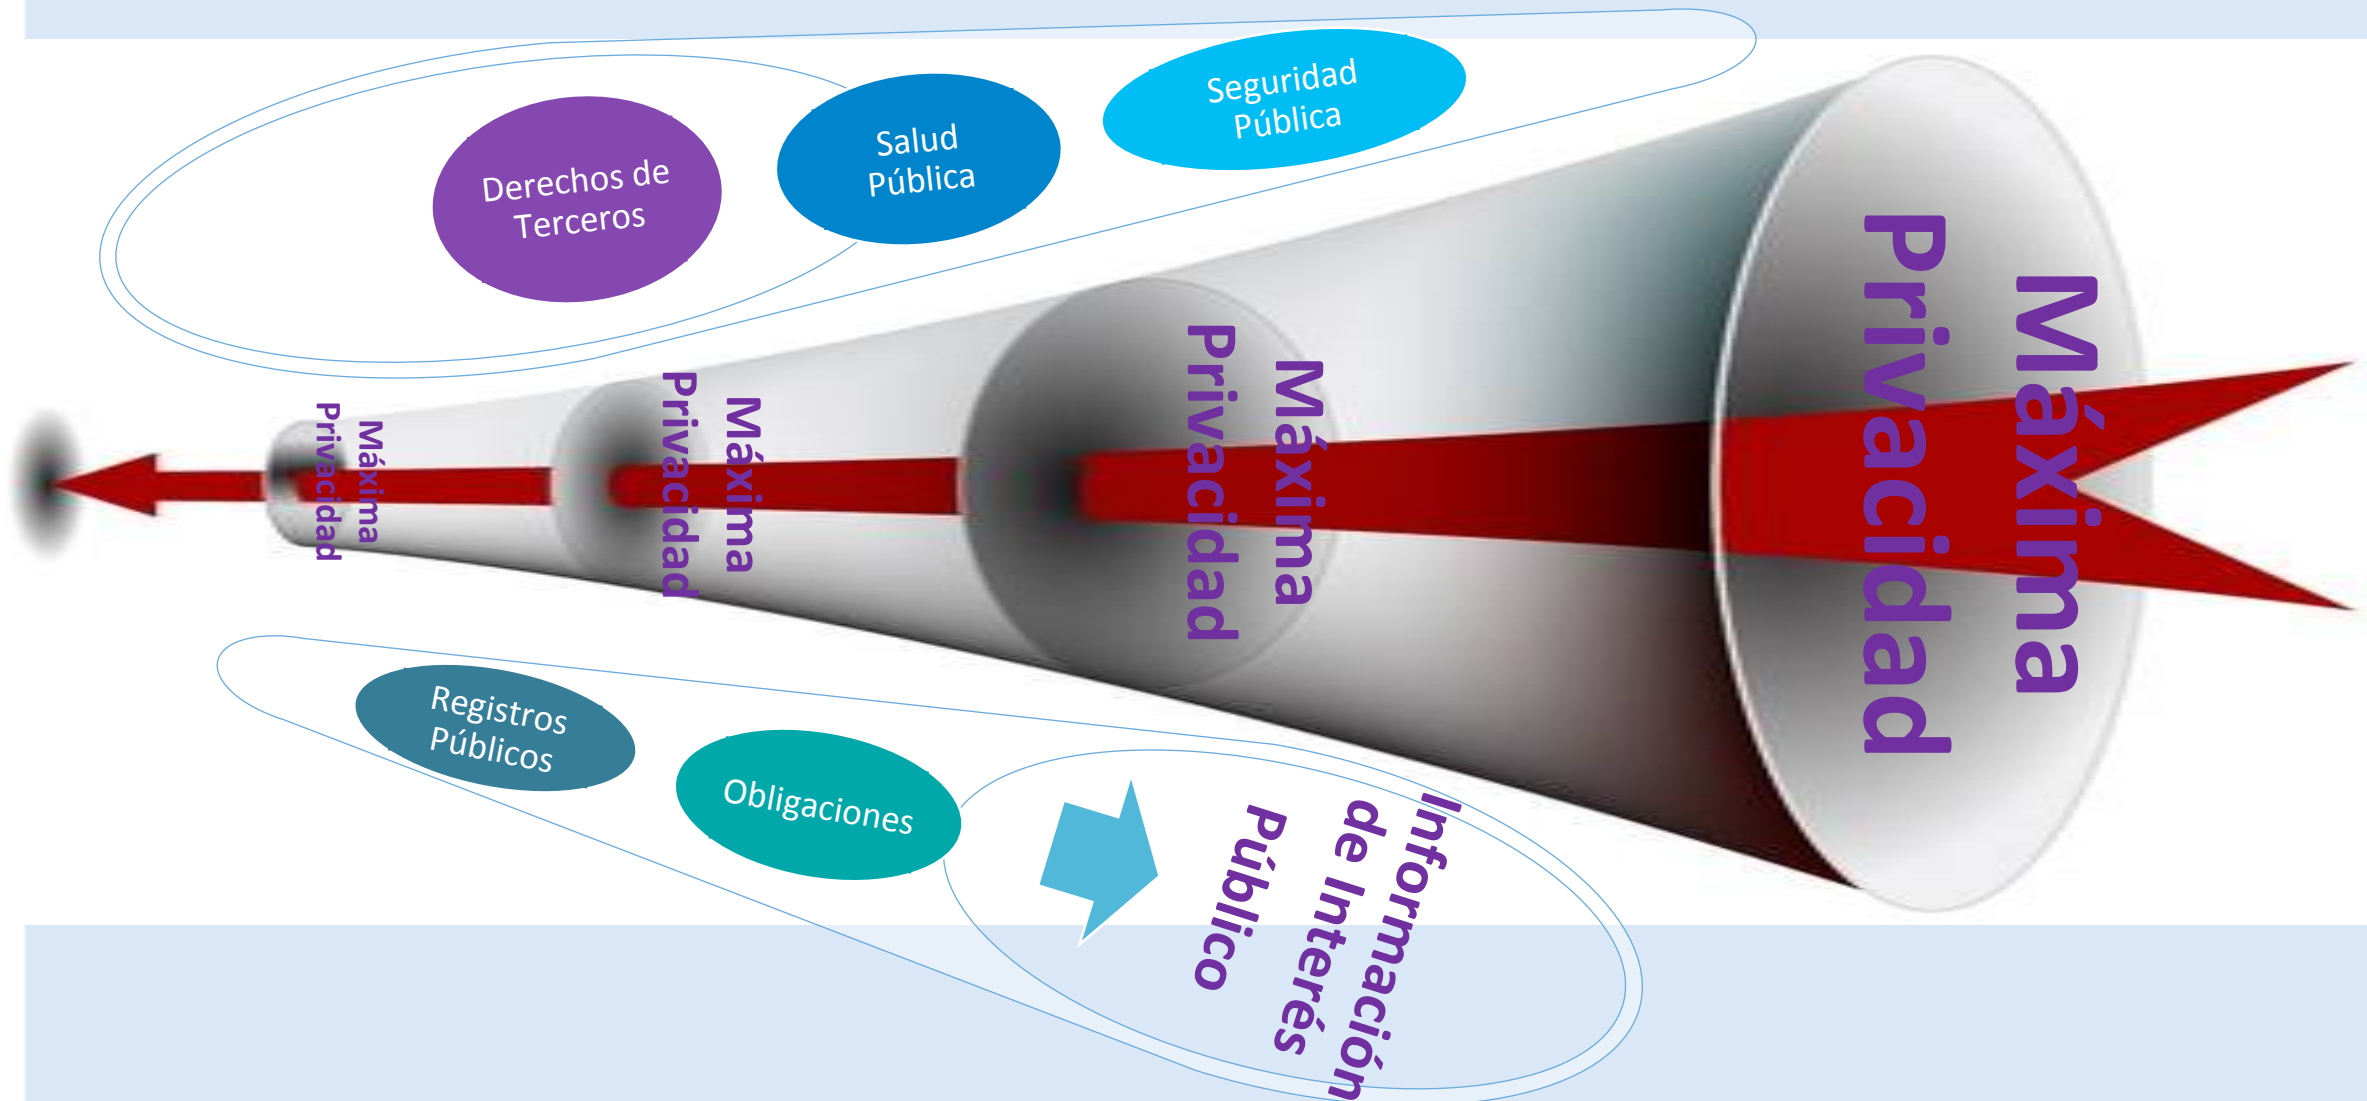 Derechos de
Terceros
Salud
Pública
Seguridad
Pública
Máxima
Privacidad
Máxima
Privacidad
Máxima
Privacidad
Máxima
Privacidad
Registros
Públicos
Obligaciones
Información
de Interés
Público